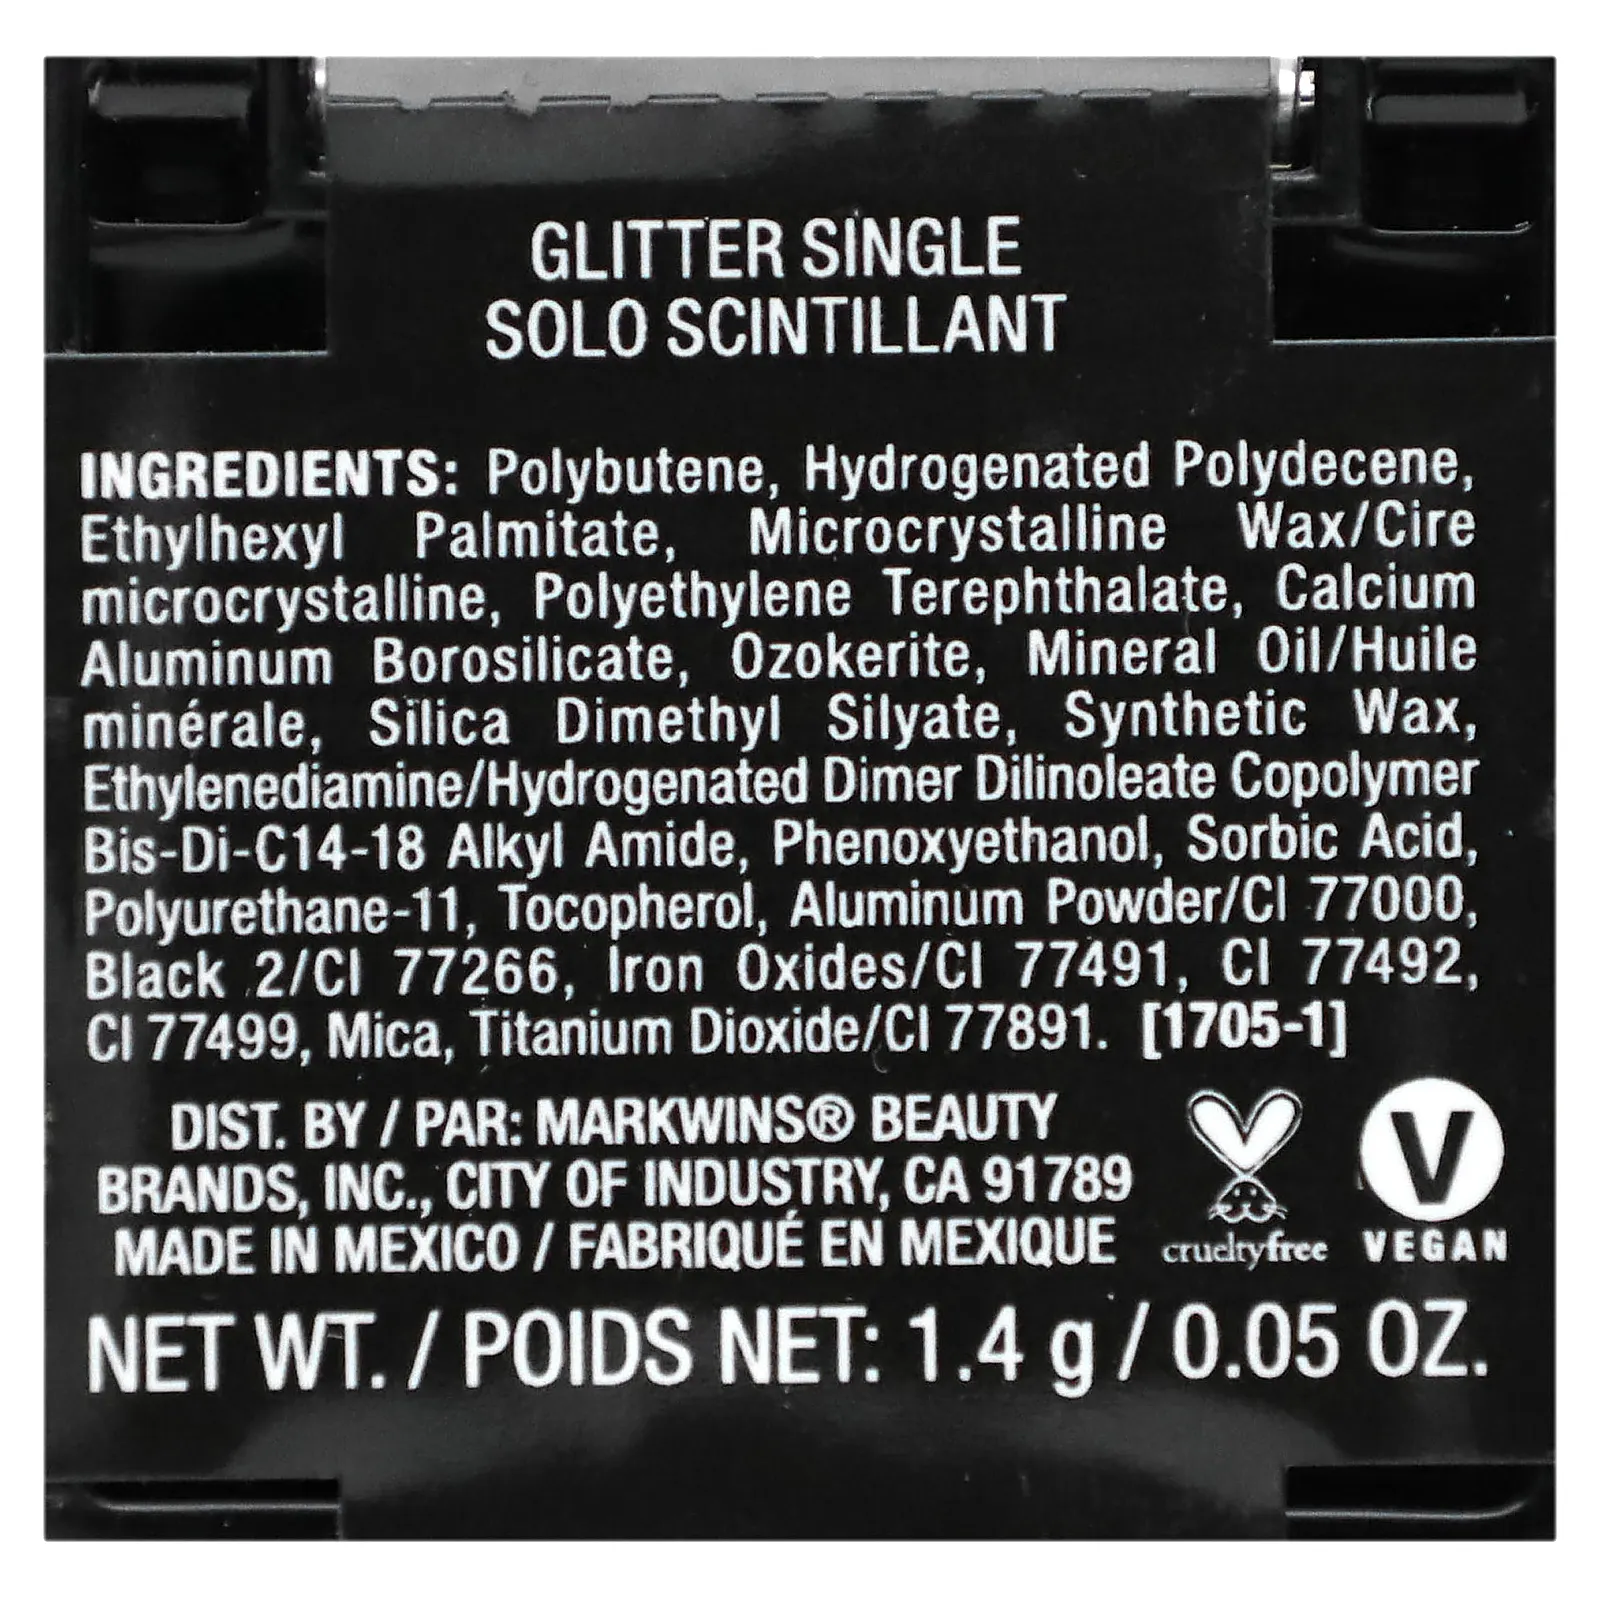 GLITTER SINGLE
SOLO SCINTILLANT
INGREDIENTS: Polybutene, Hydrogenated Polydecene,
Ethylhexyl Palmitate, Microcrystalline Wax/Cire
microcrystalline, Polyethylene Terephthalate, Calcium
Aluminum Borosilicate, Ozokerite, Mineral Oil/Huile
minérale, Silica Dimethyl Silyate, Synthetic Wax,
Ethylenediamine/Hydrogenated Dimer Dilinoleate Copolymer
Bis-Di-C14-18 Alkyl Amide, Phenoxyethanol, Sorbic Acid,
Polyurethane-11, Tocopherol, Aluminum Powder/CI 77000,
Black 2/CI 77266, Iron Oxides/CI 77491, CI 77492,
CI 77499, Mica, Titanium Dioxide/CI 77891. [1705-1]
DIST. BY / PAR: MARKWINS® BEAUTY
BRANDS, INC., CITY OF INDUSTRY, CA 91789
MADE IN MEXICO / FABRIQUÉ EN MEXIQUE
crueltyfree
V
VEGAN
NET WT. / POIDS NET: 1.4 g / 0.05 OZ.